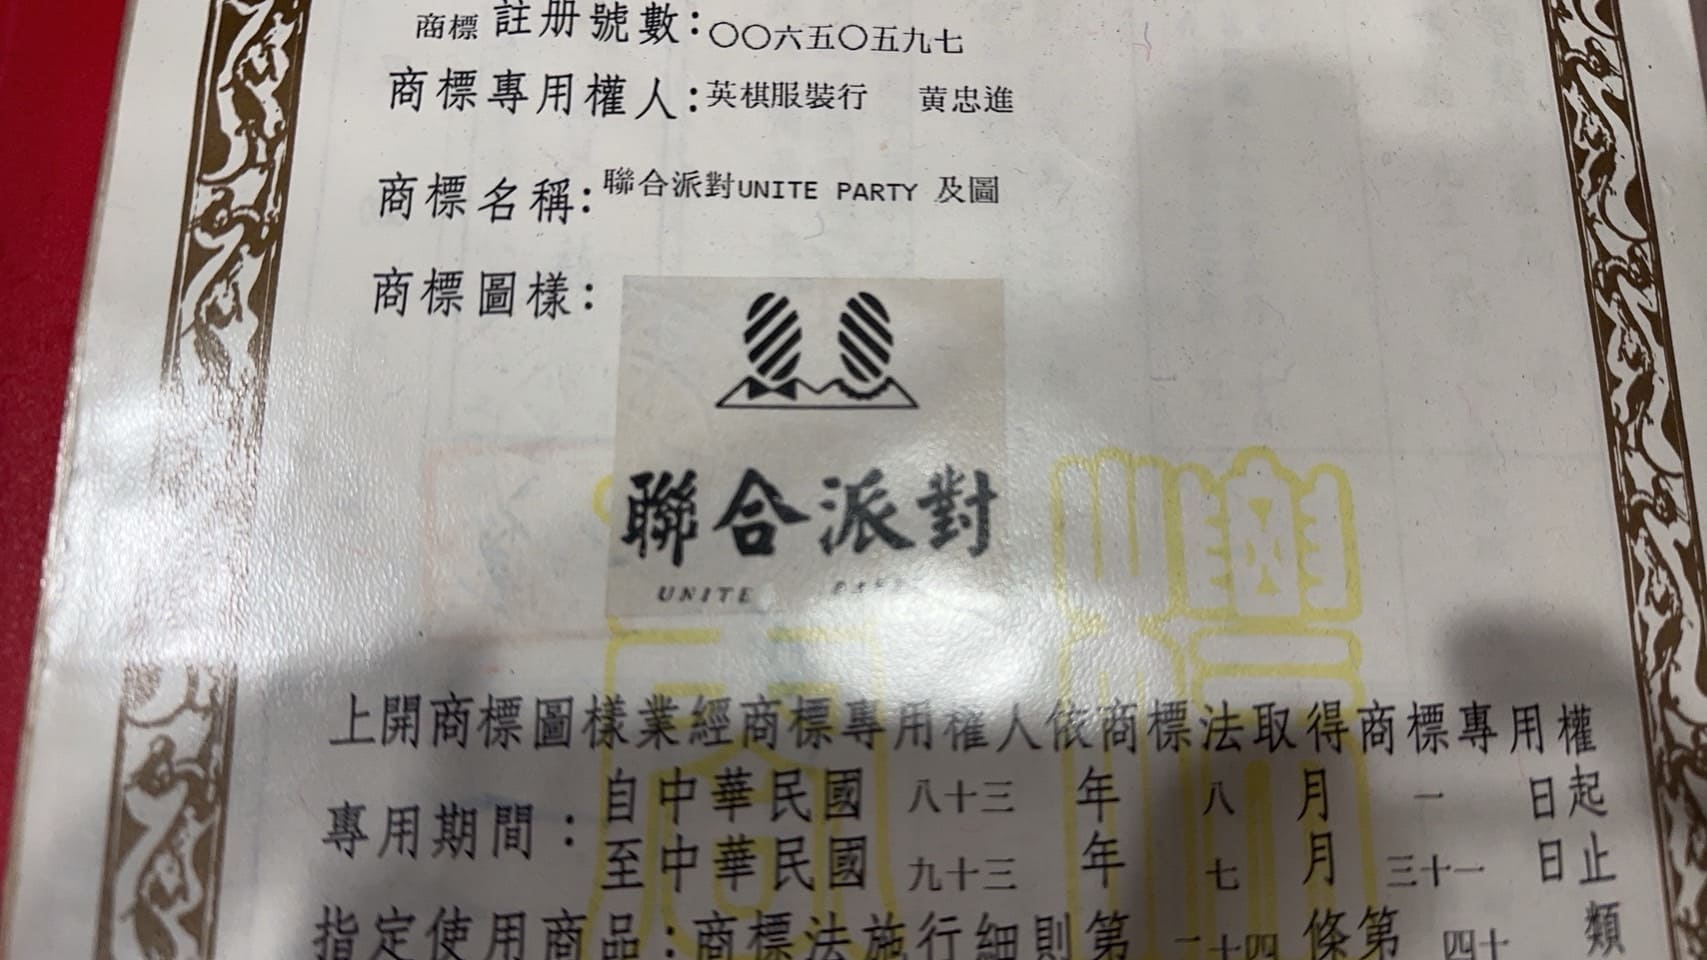 商標註册號數：〇〇六五〇五九七
商標專用權人：英棋服裝行 黄忠進
商標名稱：聯合派對UNITE PARTY 及圖
商標圖樣：
聯合派對
UNITE
上開商標圖樣業經商標專用權人依商標法取得商標專用權
專用期間：自中華民國八十三年八月一日起
至中華民國九十三年七月三十一日止
指定使用商品：商標法施行細則第二十四條第四十類